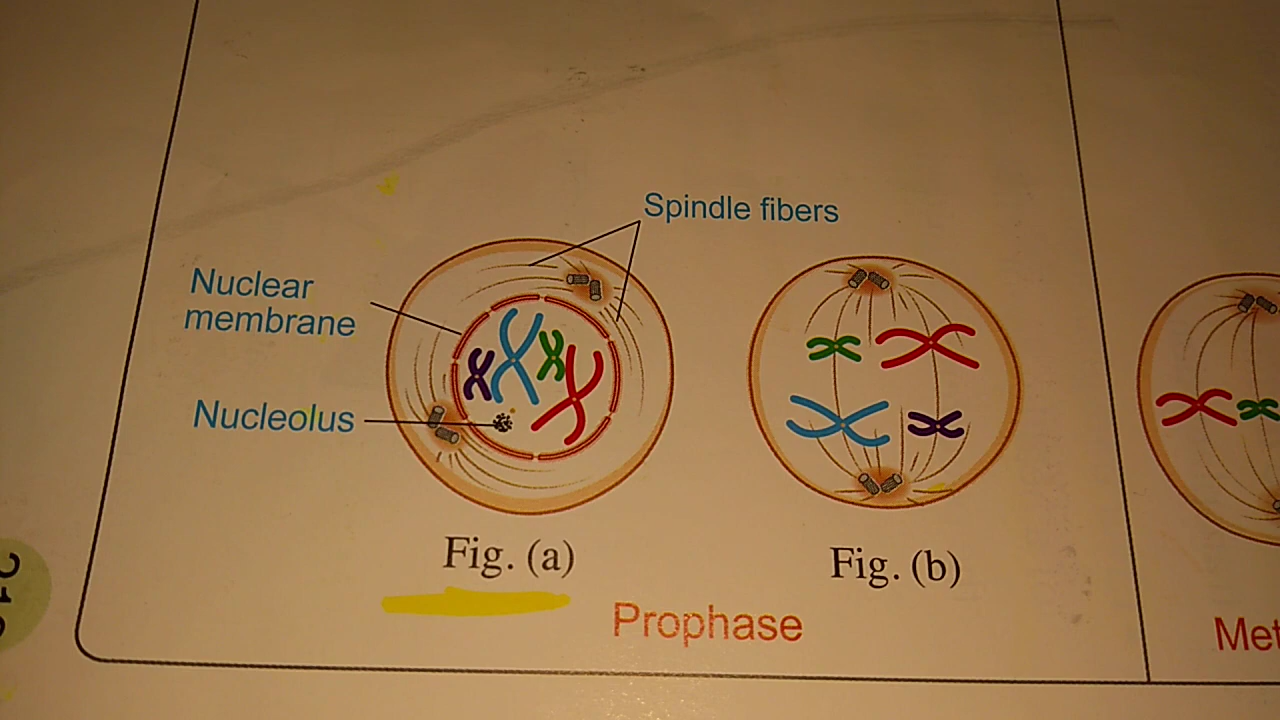 Spindle fibers
Nuclear
membrane
Nucleolus
Fig. (a)
Fig. (b)
Prophase
Met